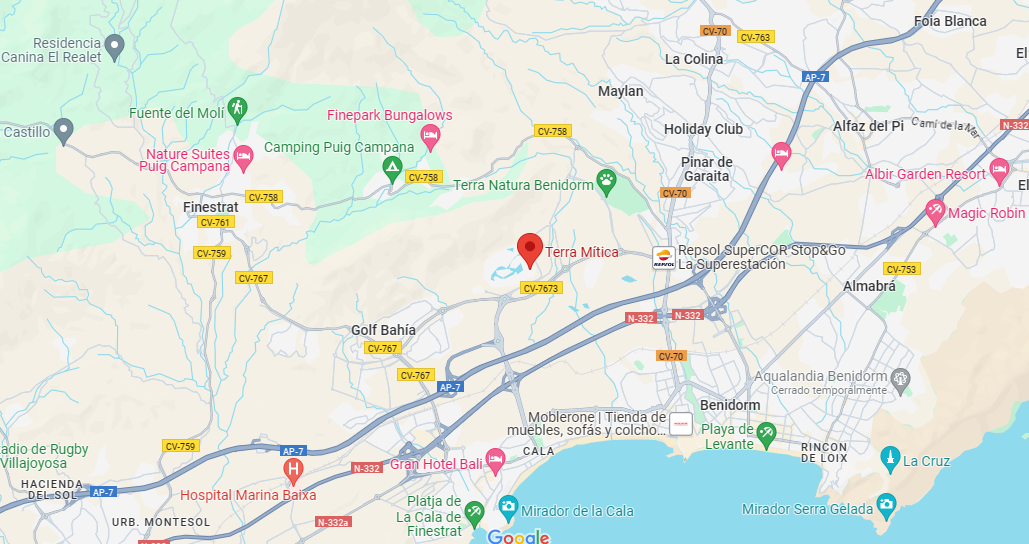 Foia Blanca
CV-70
CV-763
Residencia
Canina El Realet
La Colina
El
AP-7
Maylan
Fuente del Molí
Finepark Bungalows
Castillo
CV-758
Holiday Club
Alfaz del Pi
Camí de la Mar
N-332
Camping Puig Campana
Nature Suites
Puig Campana
Pinar de
Garaita
Albir Garden Resort
CV-758
Terra Natura Benidorm
El
CV-758
CV-70
Finestrat
Magic Robin
CV-761
CV-759
Terra Mítica
REPSOL
Repsol SuperCOR Stop&Go
La Superestación
CV-753
CV-767
CV-7673
Almabrá
N-332
N-332
Golf Bahía
CV-767
CV-70
CV-767
AP-7
Aqualandia Benidorm
Cerrado temporalmente
Benidorm
Moblerone | Tienda de
muebles, sofás y colcho...
Playa de
Levante
CV-759
AP-7
CALA
RINCON
DE LOIX
tadio de Rugby
Villajoyosa
N-332
Gran Hotel Bali
La Cruz
HACIENDA
DEL SOL
AP-7
H
Hospital Marina Baixa
Platja de
La Cala de
Finestrat
Mirador de la Cala
Mirador Serra Gelada
URB. MONTESOL
N-332a
Google
N-332